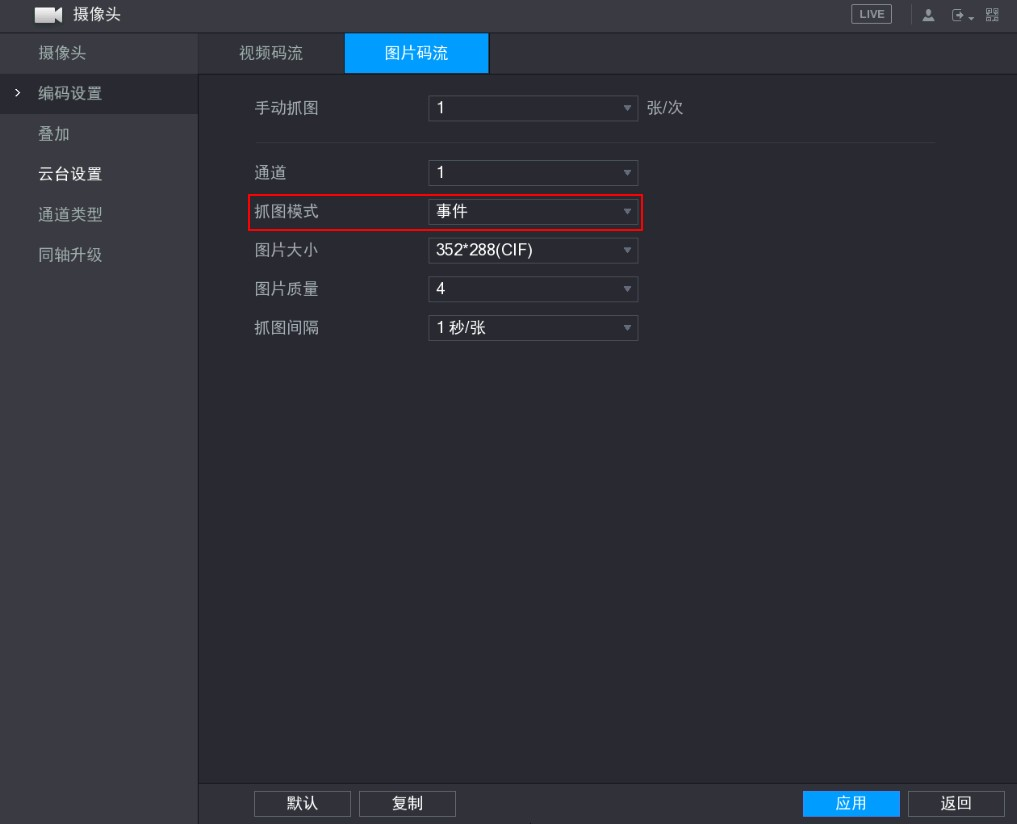 摄像头
LIVE
摄像头
编码设置
叠加
云台设置
通道类型
同轴升级
视频码流 图片码流
手动抓图 1 张/次
通道 1
抓图模式 事件
图片大小 352*288(CIF)
图片质量 4
抓图间隔 1 秒/张
默认 复制 应用 返回